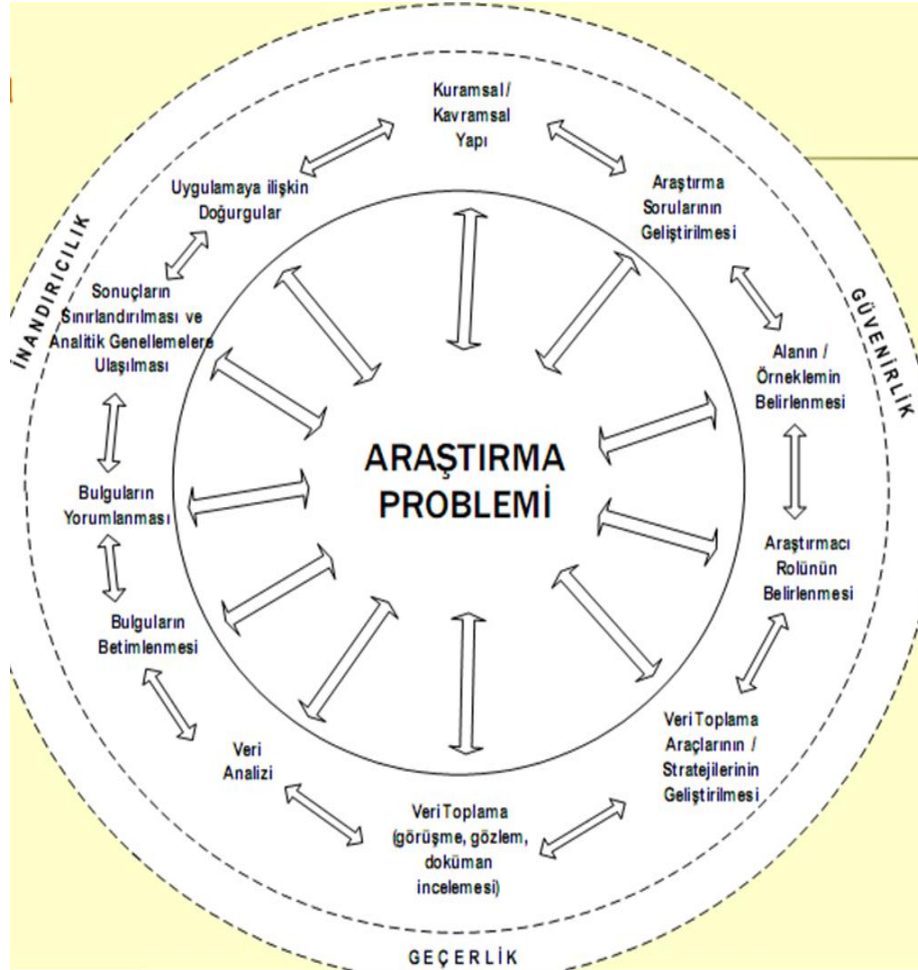 Kuramsal /
Kavramsal
Yapı
Araştırma
Sorularının
Geliştirilmesi
Alanın /
Örneklemin
Belirlenmesi
Araştırmacı
Rolünün
Belirlenmesi
Veri Toplama
Araçlarının /
Stratejilerinin
Geliştirilmesi
Veri Toplama
(görüşme, gözlem,
doküman
incelemesi)
Veri
Analizi
Bulguların
Betimlenmesi
Bulguların
Yorumlanması
Sonuçların
Sınırlandırılması ve
Analitik Genellemelere
Ulaşılması
Uygulamaya ilişkin
Doğurgular
ARAŞTIRMA
PROBLEMİ
İNANDIRICILIK
GÜVENİRLİK
GEÇERLİK